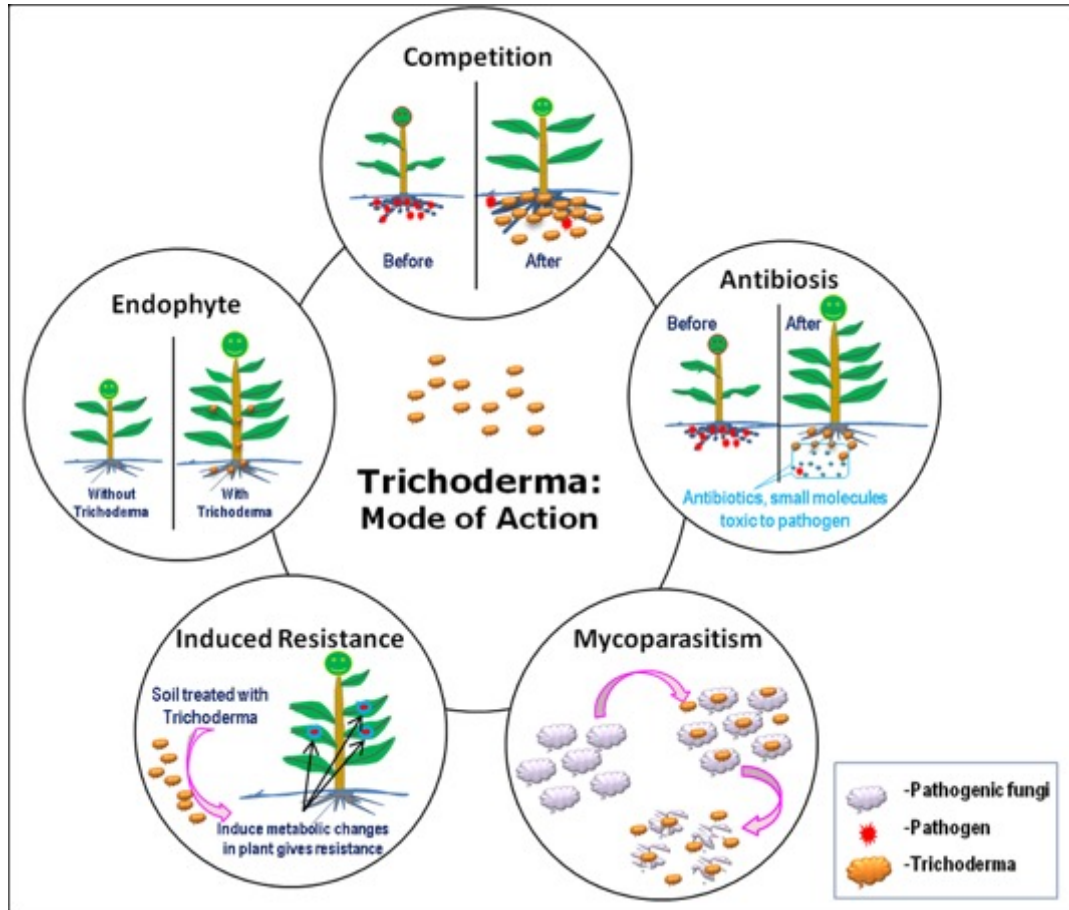 Competition
Before
After
Antibiosis
Before
After
Antibiotics, small molecules
toxic to pathogen
Endophyte
Without
Trichoderma
With
Trichoderma
Trichoderma:
Mode of Action
Induced Resistance
Soil treated with
Trichoderma
Induce metabolic changes
in plant gives resistance
Mycoparasitism
-Pathogenic fungi
-Pathogen
-Trichoderma